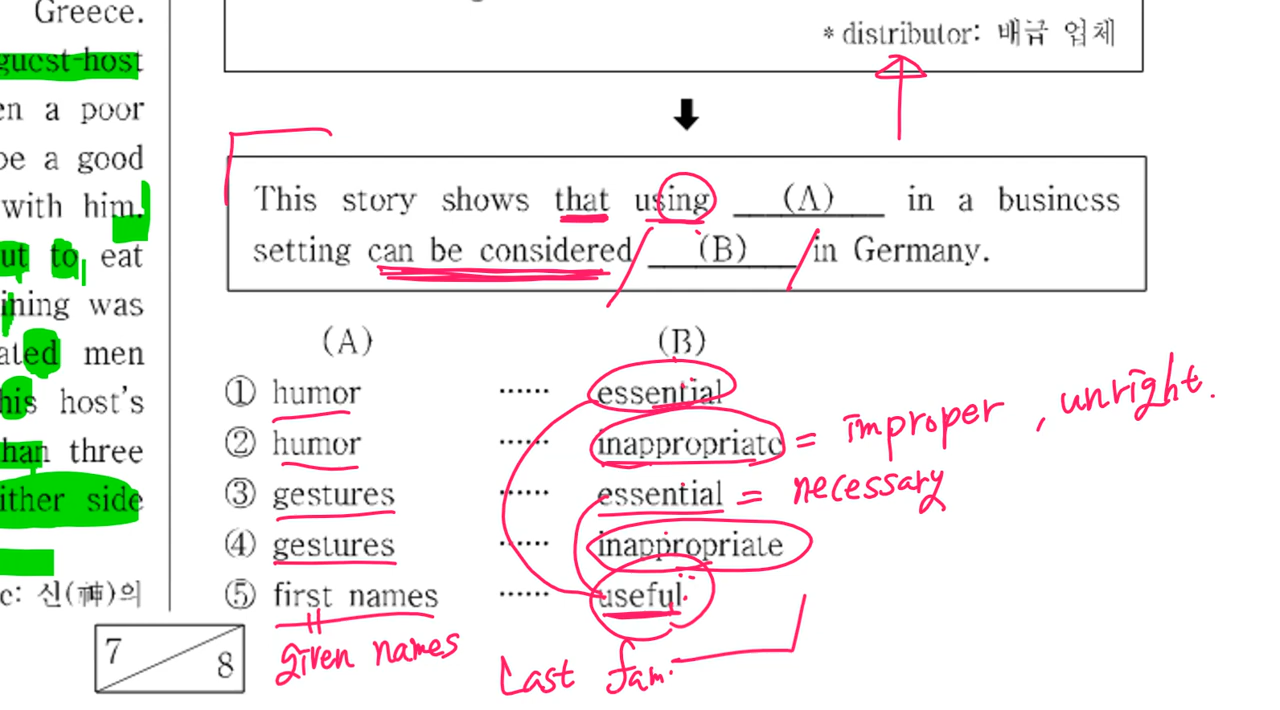 Greece.
guest-host
en a poor
be a good
with him.
ut to eat
ining was
ated men
his host's
han three
ither side
c: 신(神)의
7
8
* distributor: 배급 업체
This story shows that using (A) in a business
setting can be considered (B) in Germany.
(A) (B)
① humor ...... essential
② humor ...... inappropriate = improper , unright.
③ gestures ...... essential = necessary
④ gestures ...... inappropriate
⑤ first names ...... useful
given names
Last fam.